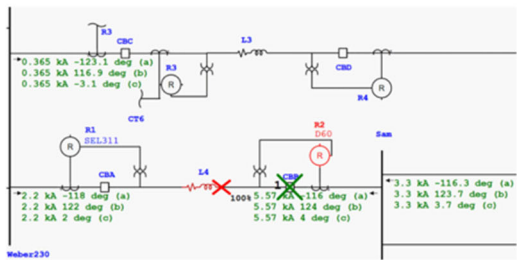 R3
CBC
L3
0.365 kA -123.1 deg (a)
0.365 kA 116.9 deg (b)
0.365 kA -3.1 deg (c)
R3
R
CBD
R
R4
CT6
R1
SEL311
R
R2
D60
R
Sam
CBA
L4
100%
1
CBB
2.2 kA -118 deg (a)
2.2 kA 122 deg (b)
2.2 kA 2 deg (c)
5.57 kA -116 deg (a)
5.57 kA 124 deg (b)
5.57 kA 4 deg (c)
3.3 kA -116.3 deg (a)
3.3 kA 123.7 deg (b)
3.3 kA 3.7 deg (c)
Weber230